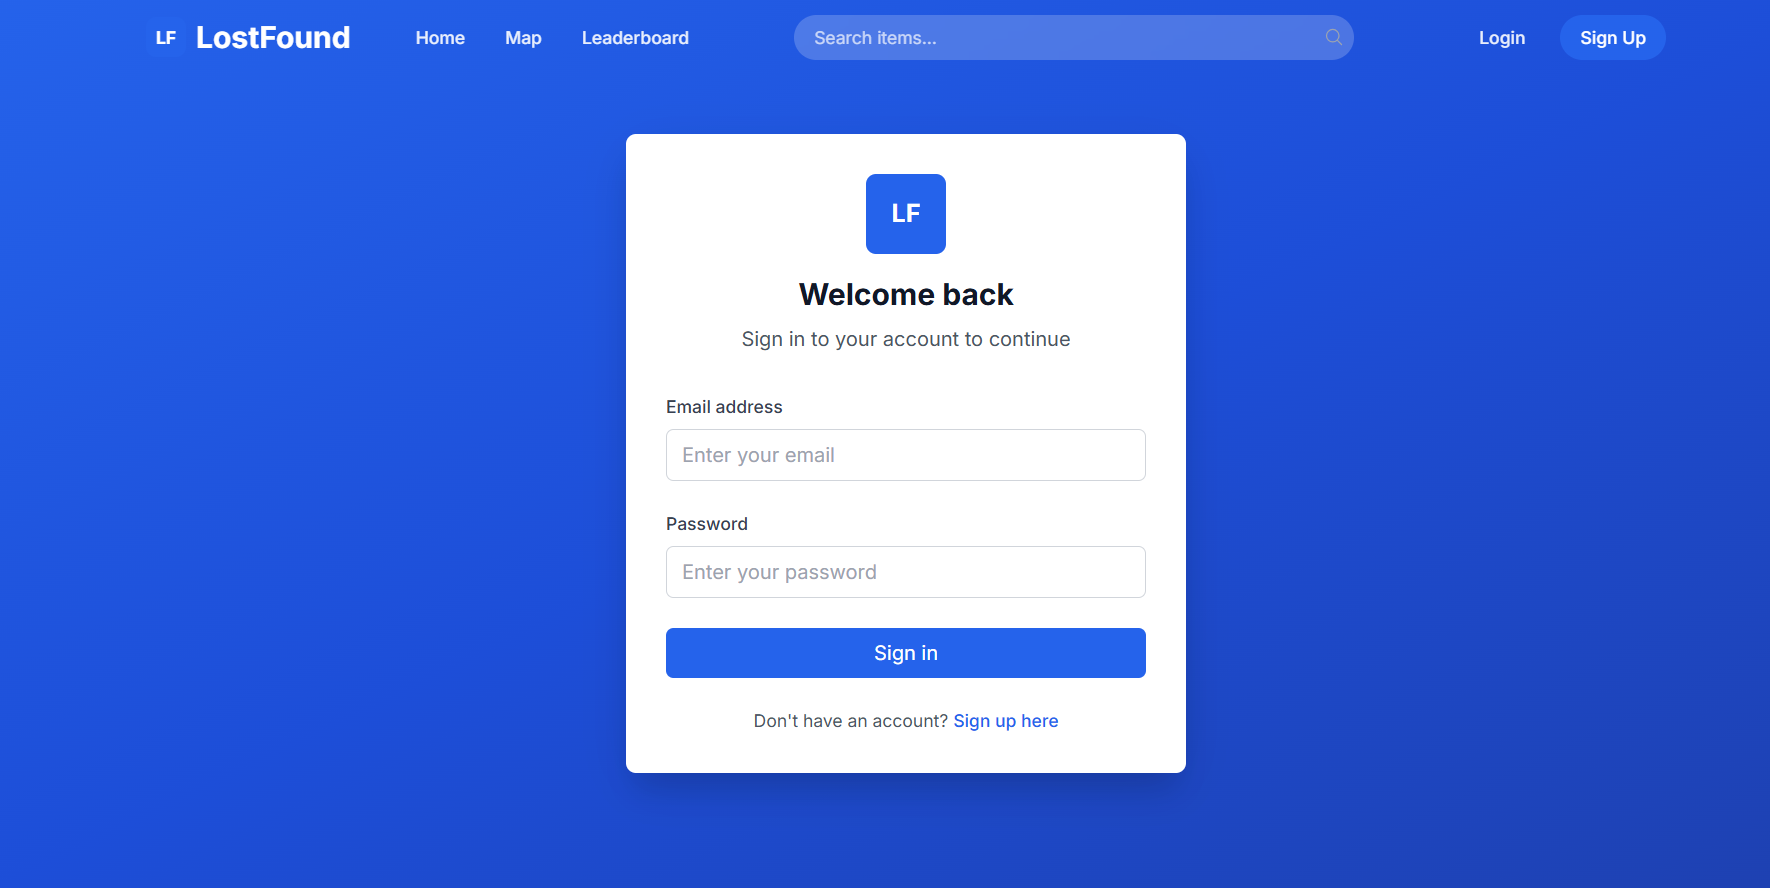 LF LostFound Home Map Leaderboard Search items... Login Sign Up
LF
Welcome back
Sign in to your account to continue
Email address
Enter your email
Password
Enter your password
Sign in
Don't have an account? Sign up here